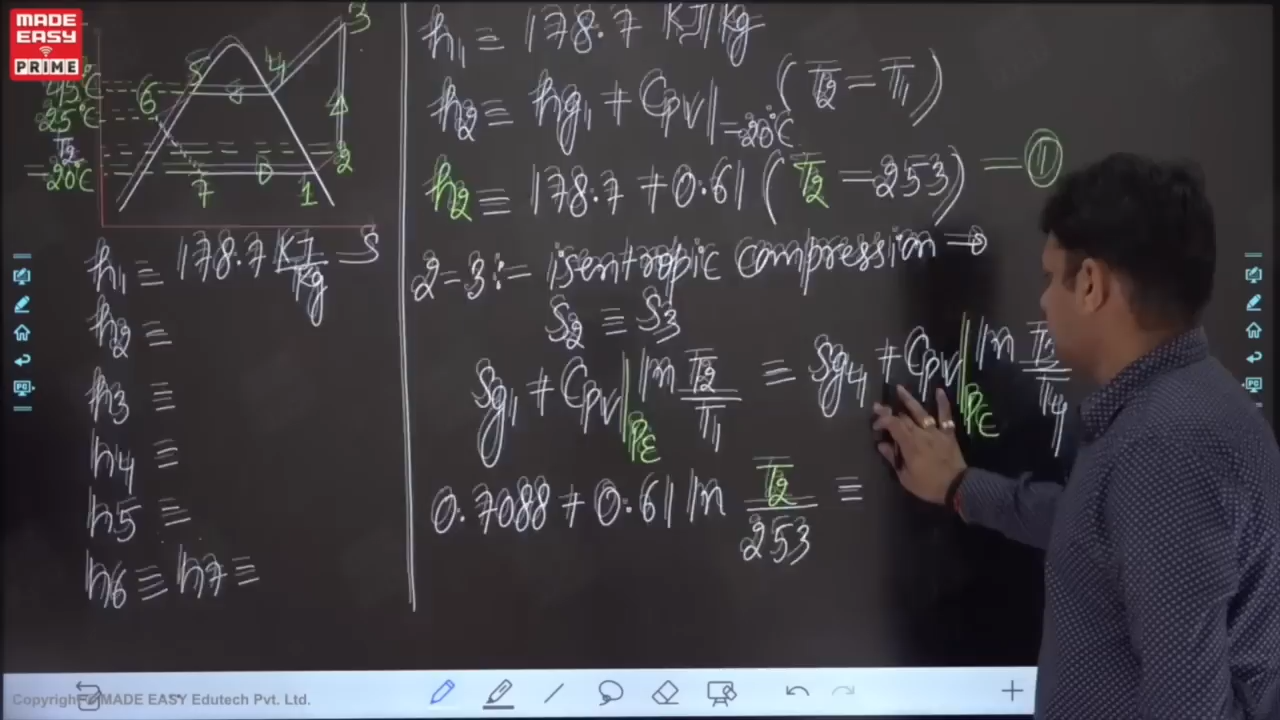 MADE
EASY
PRIME
3
5
4
45°C
6
25°C
T2
-20°C
2
7
1
S
h1 = 178.7 KJ/Kg
h2 =
h3 =
h4 =
h5 =
h6 = h7 =
h1 = 178.7 KJ/Kg
h2 = hg1 + Cpv|-20°C (T2 - T1)
h2 = 178.7 + 0.61 (T2 - 253) - ①
2-3:- isentropic compression ⇒
S2 = S3
Sg1 + Cpv|PE ln T2/T1 = Sg4 + Cpv|PC ln /T4
0.7088 + 0.61 ln T2/253 =
Copyright MADE EASY Edutech Pvt. Ltd.